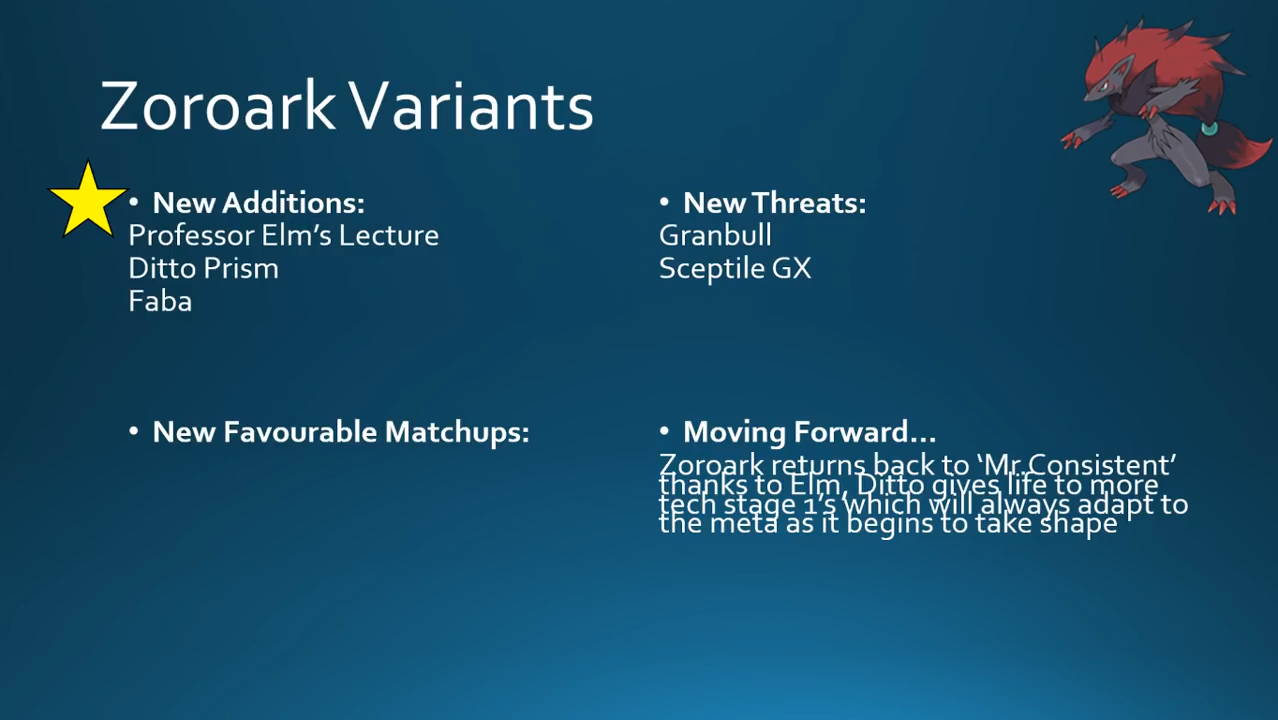 Zoroark Variants
• New Additions:
Professor Elm’s Lecture
Ditto Prism
Faba
• New Threats:
Granbull
Sceptile GX
• New Favourable Matchups:
• Moving Forward…
Zoroark returns back to ‘Mr.Consistent’
thanks to Elm, Ditto gives life to more
tech stage 1’s which will always adapt to
the meta as it begins to take shape